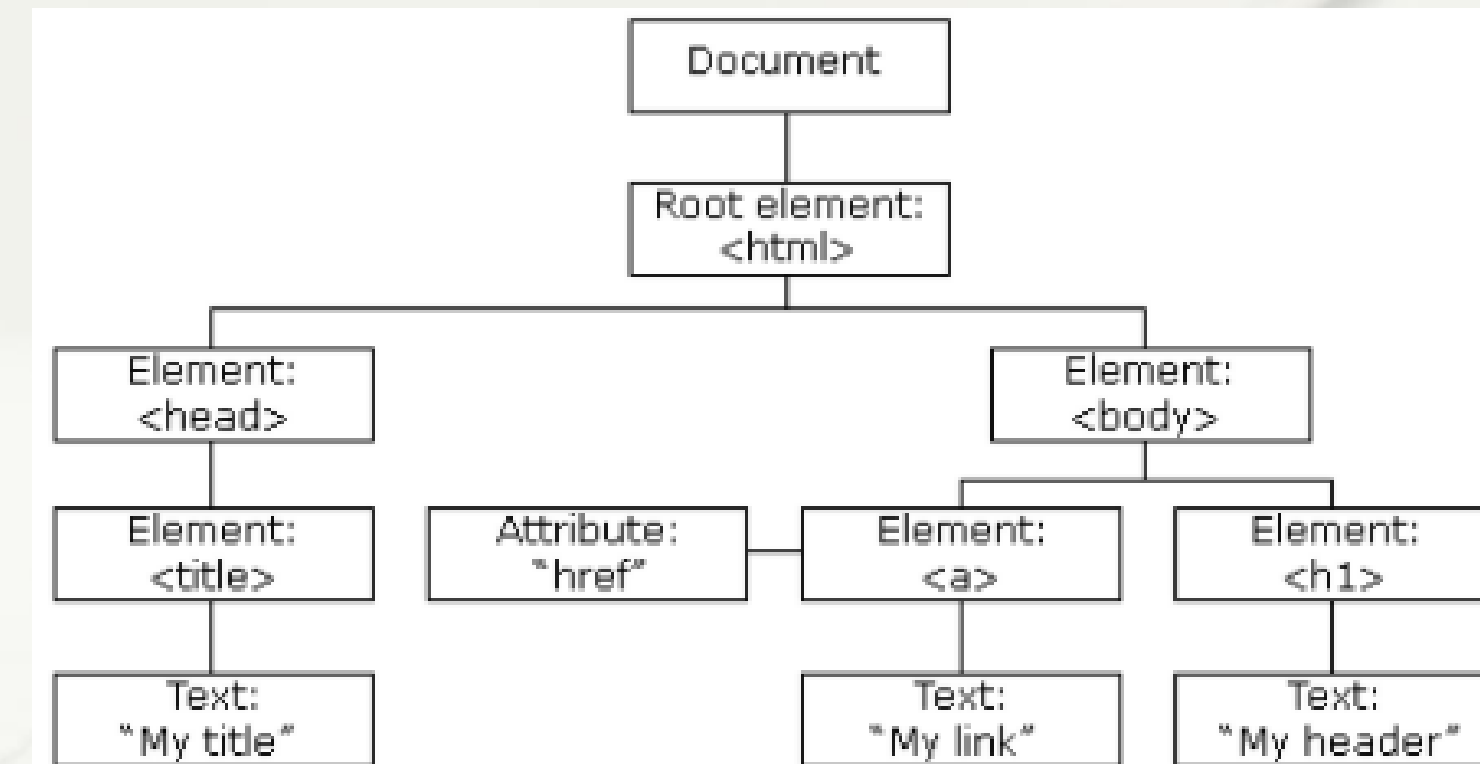 Document
Root element:
<html>
Element:
<head>
Element:
<body>
Element:
<title>
Attribute:
"href"
Element:
<a>
Element:
<h1>
Text:
"My title"
Text:
"My link"
Text:
"My header"